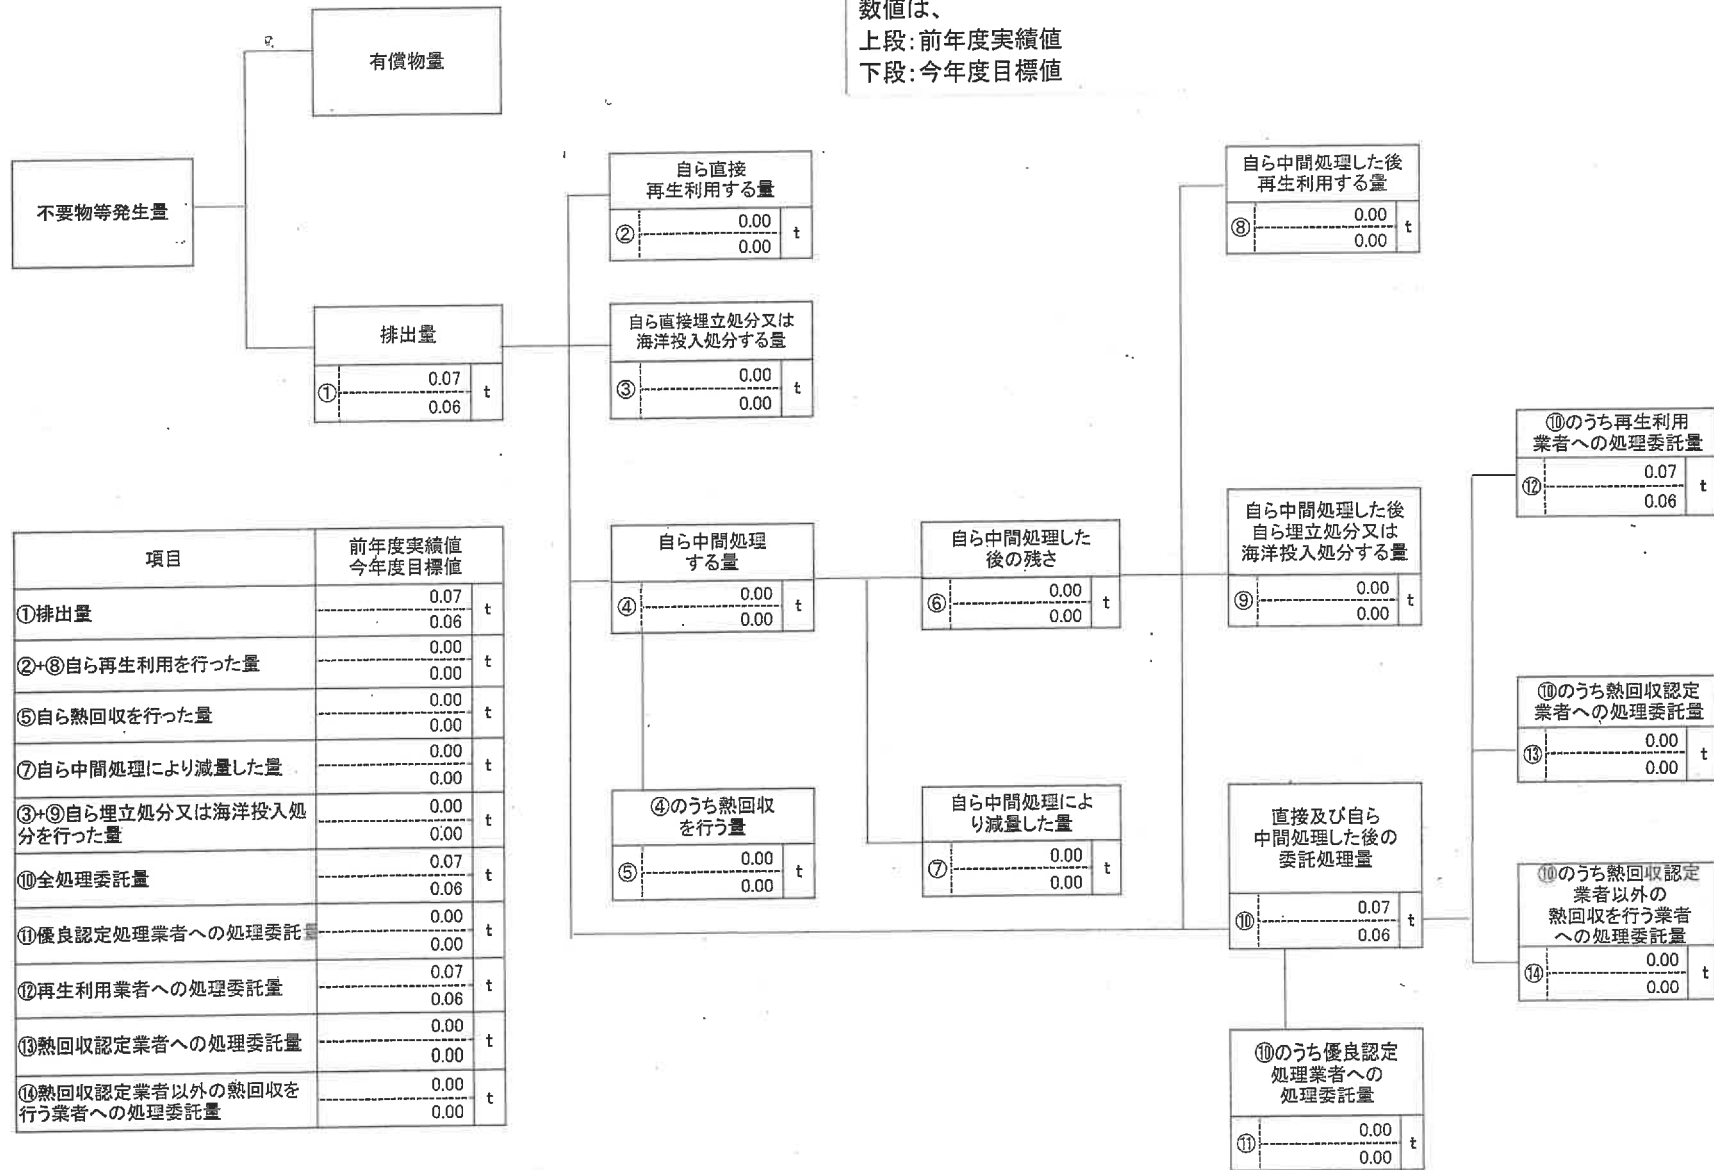 数値は、
上段：前年度実績値
下段：今年度目標値
有償物量
不要物等発生量
排出量
① 0.07 t
0.06
自ら直接
再生利用する量
② 0.00 t
0.00
自ら直接埋立処分又は
海洋投入処分する量
③ 0.00 t
0.00
自ら中間処理
する量
④ 0.00 t
0.00
④のうち熱回収
を行う量
⑤ 0.00 t
0.00
自ら中間処理した
後の残さ
⑥ 0.00 t
0.00
自ら中間処理によ
り減量した量
⑦ 0.00 t
0.00
自ら中間処理した後
再生利用する量
⑧ 0.00 t
0.00
自ら中間処理した後
自ら埋立処分又は
海洋投入処分する量
⑨ 0.00 t
0.00
直接及び自ら
中間処理した後の
委託処理量
⑩ 0.07 t
0.06
⑩のうち優良認定
処理業者への
処理委託量
⑪ 0.00 t
0.00
⑩のうち再生利用
業者への処理委託量
⑫ 0.07 t
0.06
⑩のうち熱回収認定
業者への処理委託量
⑬ 0.00 t
0.00
⑩のうち熱回収認定
業者以外の
熱回収を行う業者
への処理委託量
⑭ 0.00 t
0.00
項目 前年度実績値
今年度目標値
①排出量 0.07 t
0.06
②+⑧自ら再生利用を行った量 0.00 t
0.00
⑤自ら熱回収を行った量 0.00 t
0.00
⑦自ら中間処理により減量した量 0.00 t
0.00
③+⑨自ら埋立処分又は海洋投入処
分を行った量 0.00 t
0.00
⑩全処理委託量 0.07 t
0.06
⑪優良認定処理業者への処理委託量 0.00 t
0.00
⑫再生利用業者への処理委託量 0.07 t
0.06
⑬熱回収認定業者への処理委託量 0.00 t
0.00
⑭熱回収認定業者以外の熱回収を
行う業者への処理委託量 0.00 t
0.00